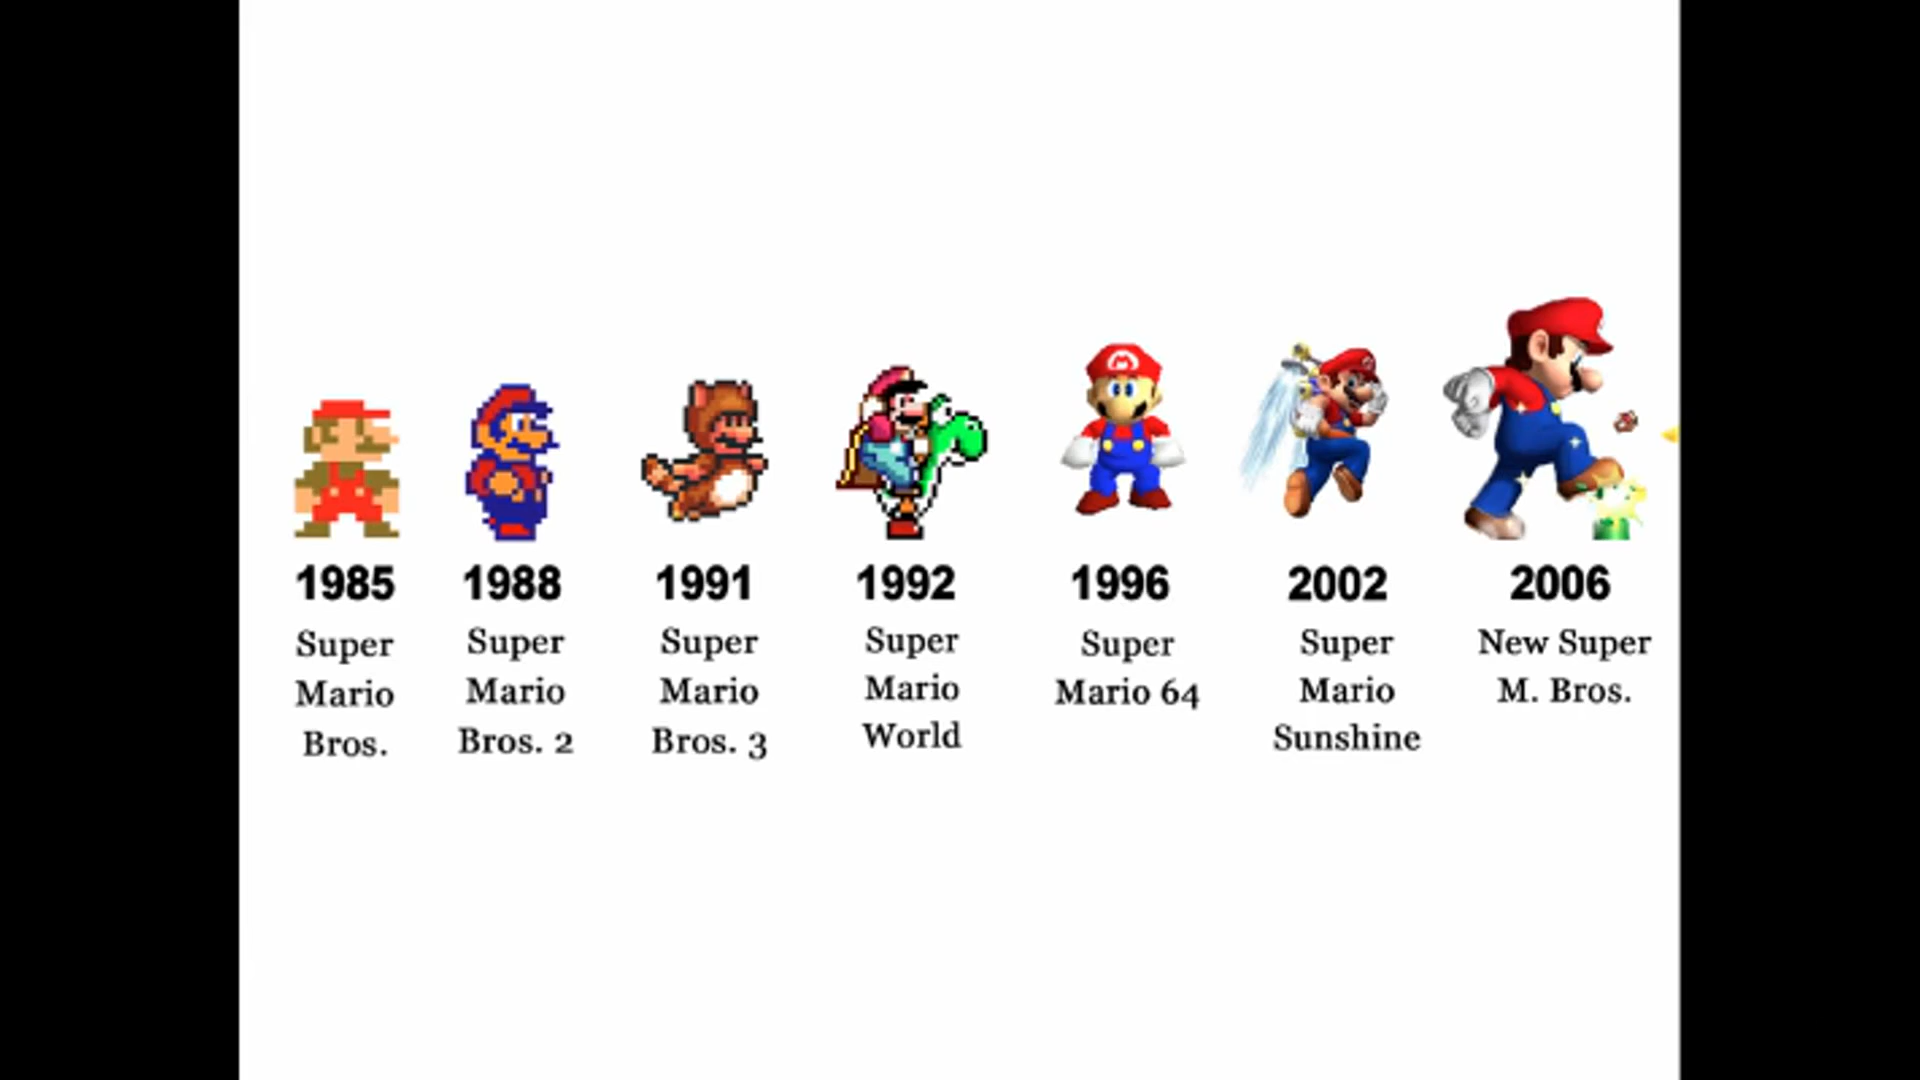 1985
Super
Mario
Bros.
1988
Super
Mario
Bros. 2
1991
Super
Mario
Bros. 3
1992
Super
Mario
World
1996
Super
Mario 64
2002
Super
Mario
Sunshine
2006
New Super
M. Bros.